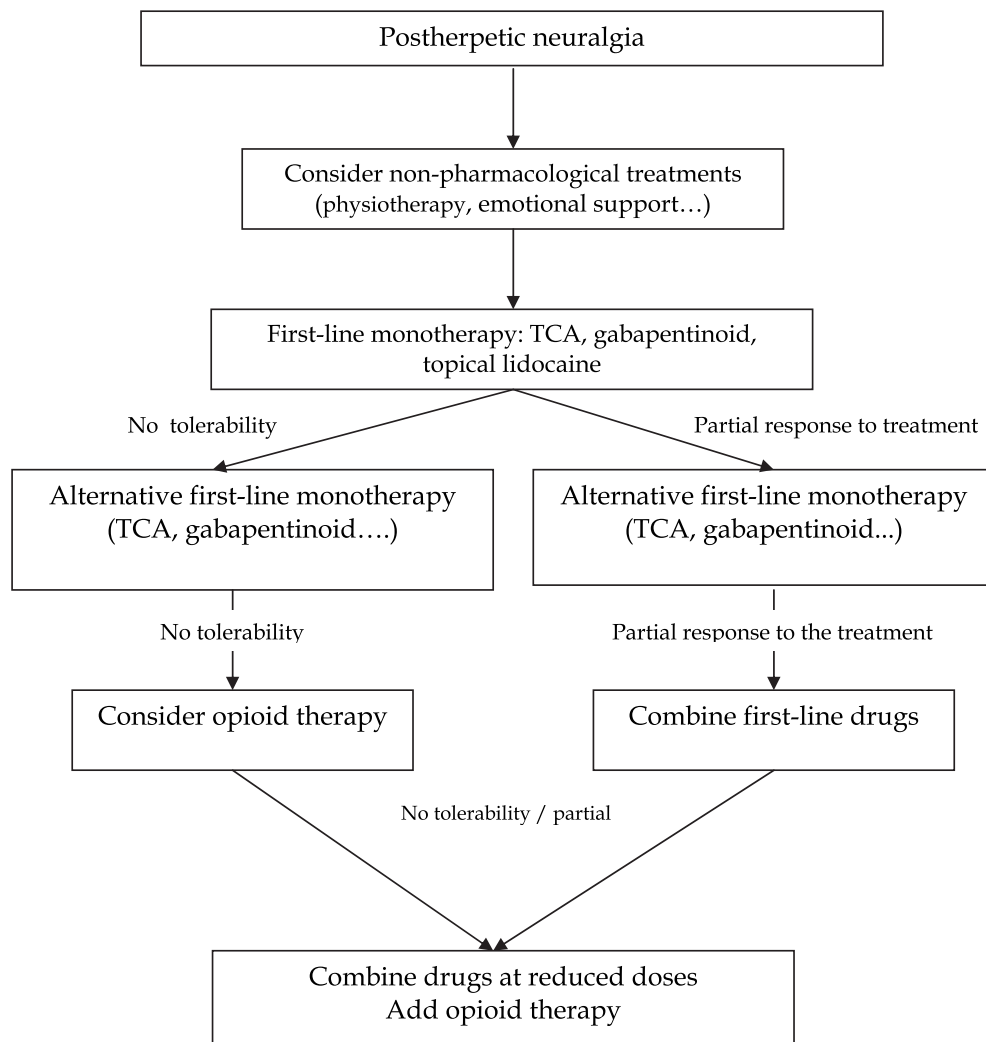 Postherpetic neuralgia
Consider non-pharmacological treatments
(physiotherapy, emotional support…)
First-line monotherapy: TCA, gabapentinoid,
topical lidocaine
No tolerability
Partial response to treatment
Alternative first-line monotherapy
(TCA, gabapentinoid….)
Alternative first-line monotherapy
(TCA, gabapentinoid...)
No tolerability
Partial response to the treatment
Consider opioid therapy
Combine first-line drugs
No tolerability / partial
Combine drugs at reduced doses
Add opioid therapy